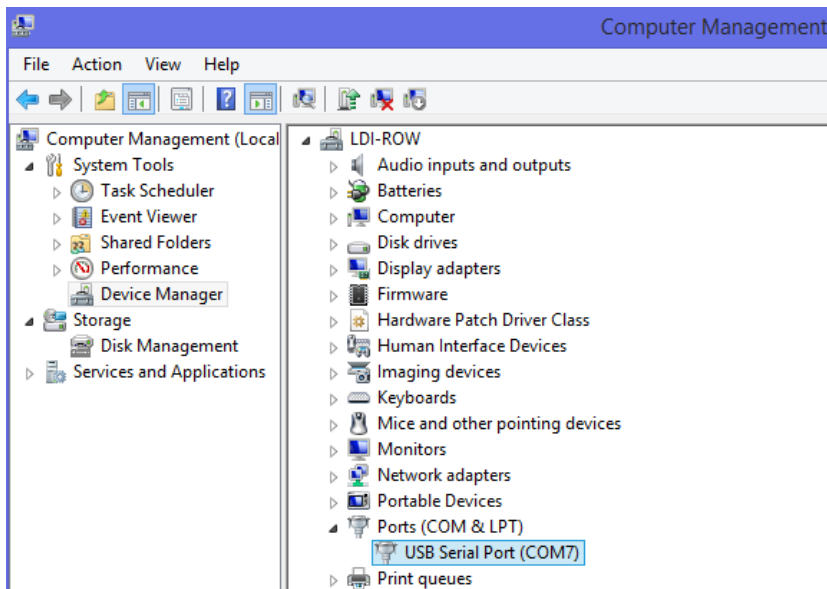 Computer Management
File Action View Help
Computer Management (Local
System Tools
Task Scheduler
Event Viewer
Shared Folders
Performance
Device Manager
Storage
Disk Management
Services and Applications
LDI-ROW
Audio inputs and outputs
Batteries
Computer
Disk drives
Display adapters
Firmware
Hardware Patch Driver Class
Human Interface Devices
Imaging devices
Keyboards
Mice and other pointing devices
Monitors
Network adapters
Portable Devices
Ports (COM & LPT)
USB Serial Port (COM7)
Print queues